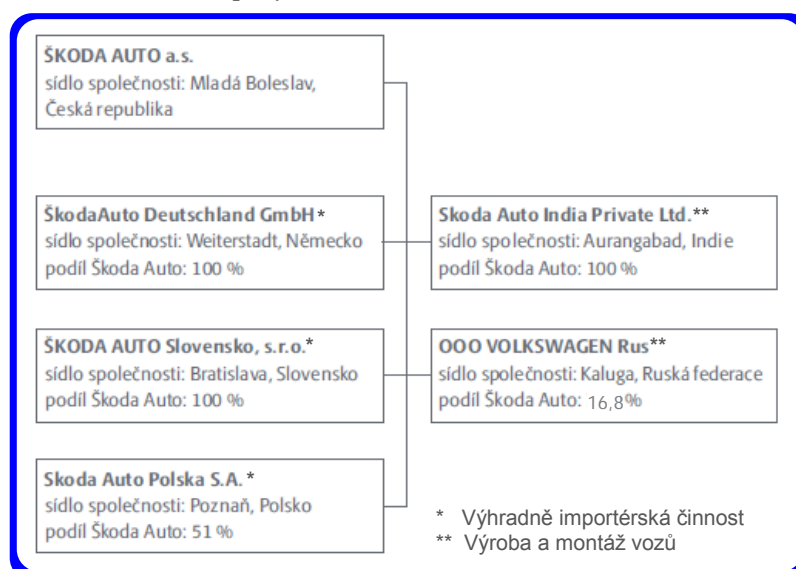 ŠKODA AUTO a.s.
sídlo společnosti: Mladá Boleslav,
Česká republika
ŠkodaAuto Deutschland GmbH*
sídlo společnosti: Weiterstadt, Německo
podíl Škoda Auto: 100 %
Skoda Auto India Private Ltd.**
sídlo společnosti: Aurangabad, Indie
podíl Škoda Auto: 100 %
ŠKODA AUTO Slovensko, s.r.o.*
sídlo společnosti: Bratislava, Slovensko
podíl Škoda Auto: 100 %
OOO VOLKSWAGEN Rus**
sídlo společnosti: Kaluga, Ruská federace
podíl Škoda Auto: 16,8%
Skoda Auto Polska S.A.*
sídlo společnosti: Poznaň, Polsko
podíl Škoda Auto: 51 %
* Výhradně importérská činnost
** Výroba a montáž vozů